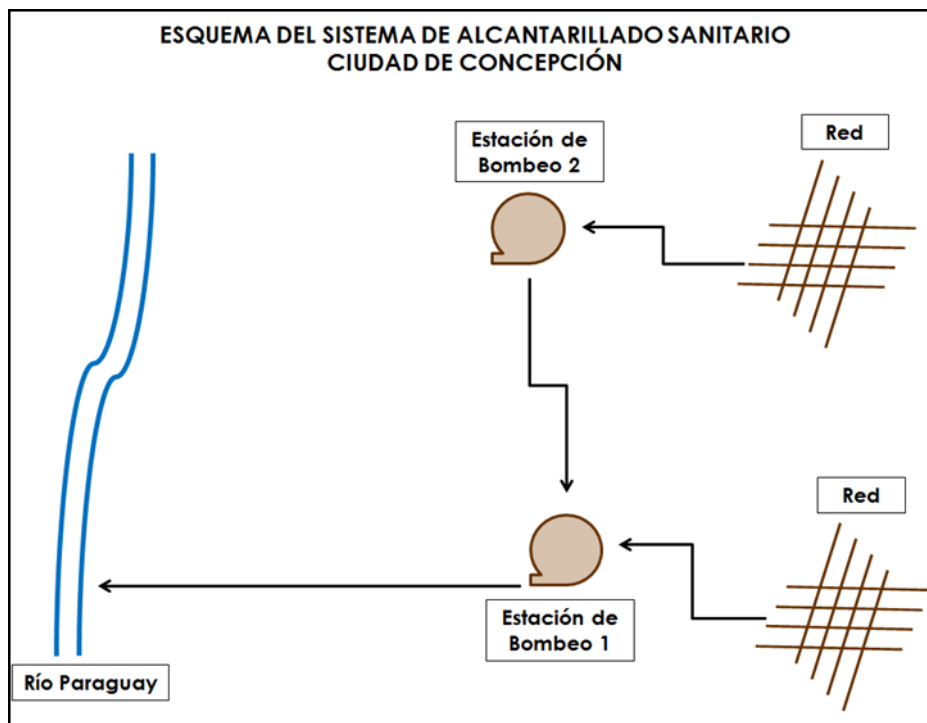 ESQUEMA DEL SISTEMA DE ALCANTARILLADO SANITARIO
CIUDAD DE CONCEPCIÓN
Estación de
Bombeo 2
Red
Red
Estación de
Bombeo 1
Río Paraguay